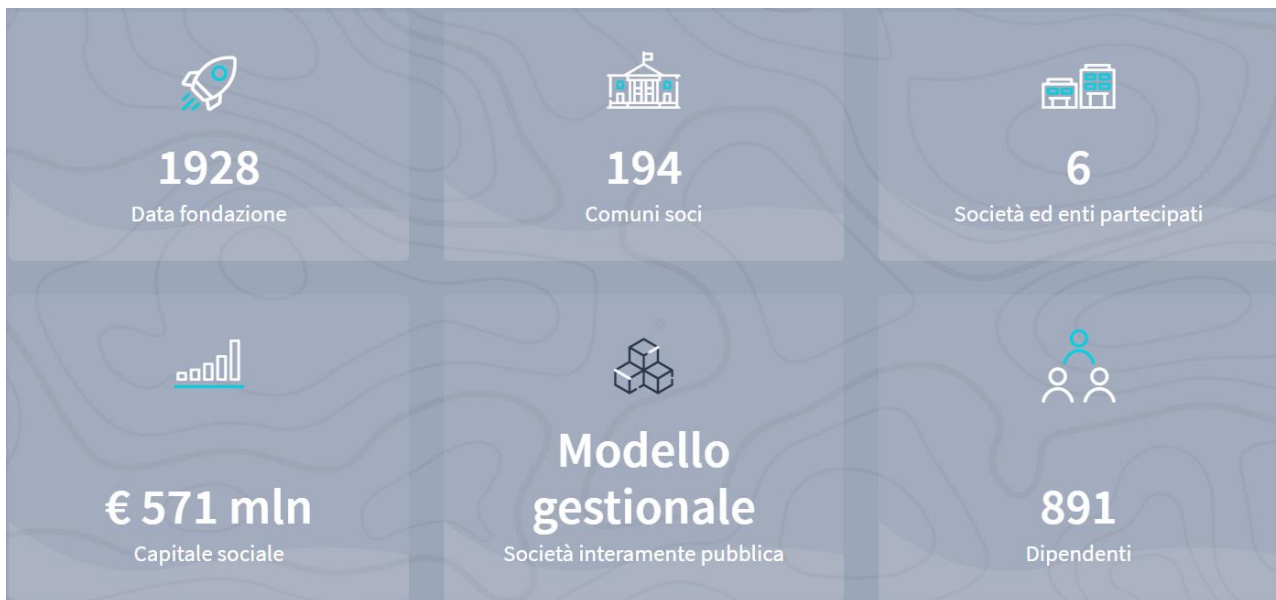 1928
Data fondazione
194
Comuni soci
6
Società ed enti partecipati
€ 571 mln
Capitale sociale
Modello
gestionale
Società interamente pubblica
891
Dipendenti